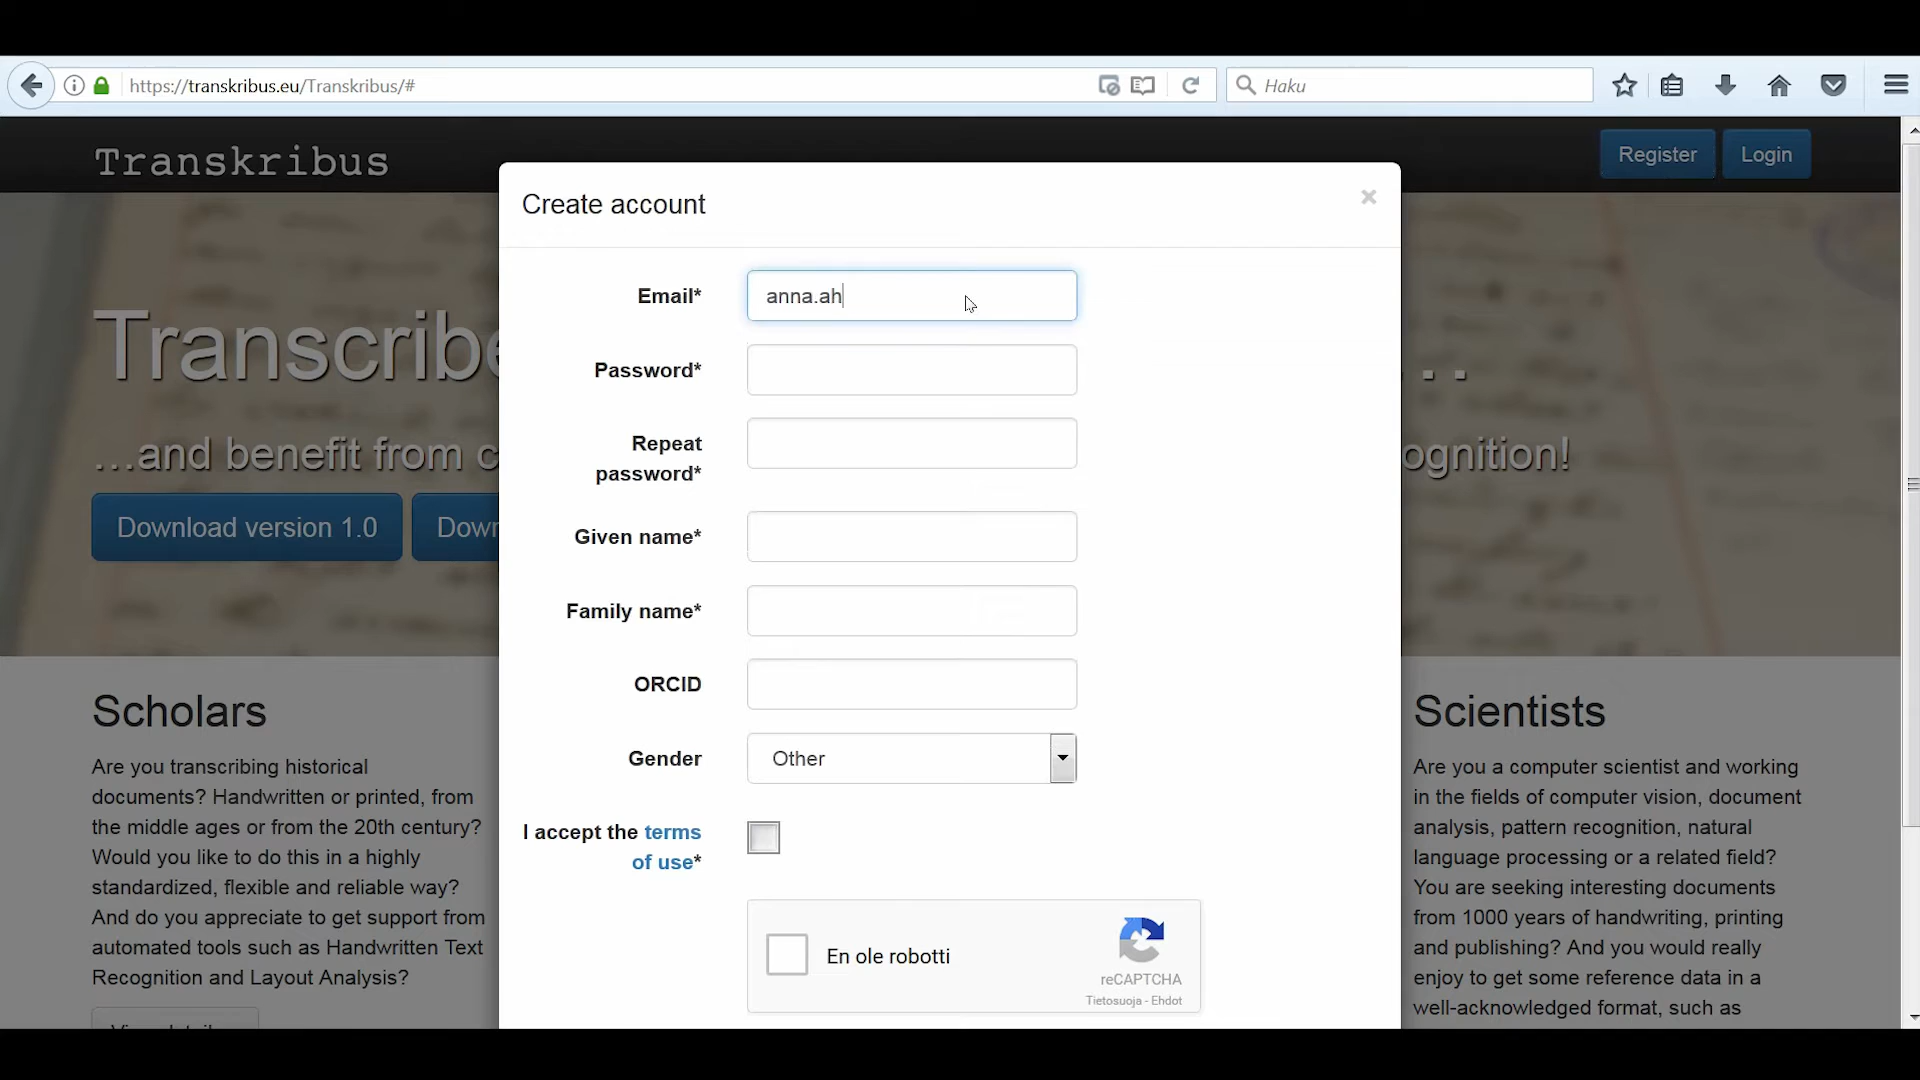 https://transkribus.eu/Transkribus/#
Haku
Transkribus
Register
Login
Create account
Email*
anna.ah
Password*
Repeat
password*
Given name*
Family name*
ORCID
Gender
Other
I accept the terms
of use*
En ole robotti
reCAPTCHA
Tietosuoja - Ehdot
Transcribe
...
…and benefit from c
ognition!
Download version 1.0
Down
Scholars
Are you transcribing historical
documents? Handwritten or printed, from
the middle ages or from the 20th century?
Would you like to do this in a highly
standardized, flexible and reliable way?
And do you appreciate to get support from
automated tools such as Handwritten Text
Recognition and Layout Analysis?
Scientists
Are you a computer scientist and working
in the fields of computer vision, document
analysis, pattern recognition, natural
language processing or a related field?
You are seeking interesting documents
from 1000 years of handwriting, printing
and publishing? And you would really
enjoy to get some reference data in a
well-acknowledged format, such as